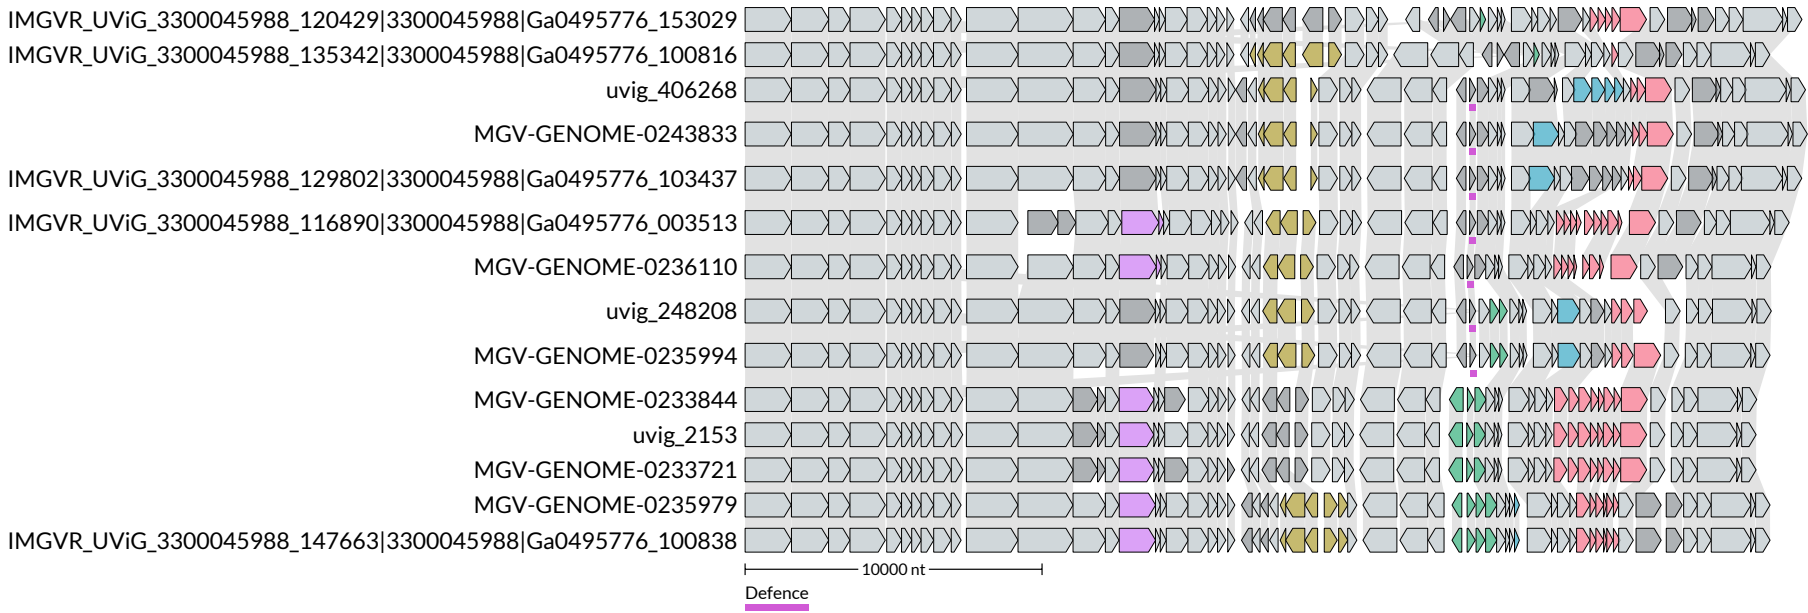 IMGVR_UViG_3300045988_120429|3300045988|Ga0495776_153029
IMGVR_UViG_3300045988_135342|3300045988|Ga0495776_100816
uvig_406268
MGV-GENOME-0243833
IMGVR_UViG_3300045988_129802|3300045988|Ga0495776_103437
IMGVR_UViG_3300045988_116890|3300045988|Ga0495776_003513
MGV-GENOME-0236110
uvig_248208
MGV-GENOME-0235994
MGV-GENOME-0233844
uvig_2153
MGV-GENOME-0233721
MGV-GENOME-0235979
IMGVR_UViG_3300045988_147663|3300045988|Ga0495776_100838
10000 nt
Defence